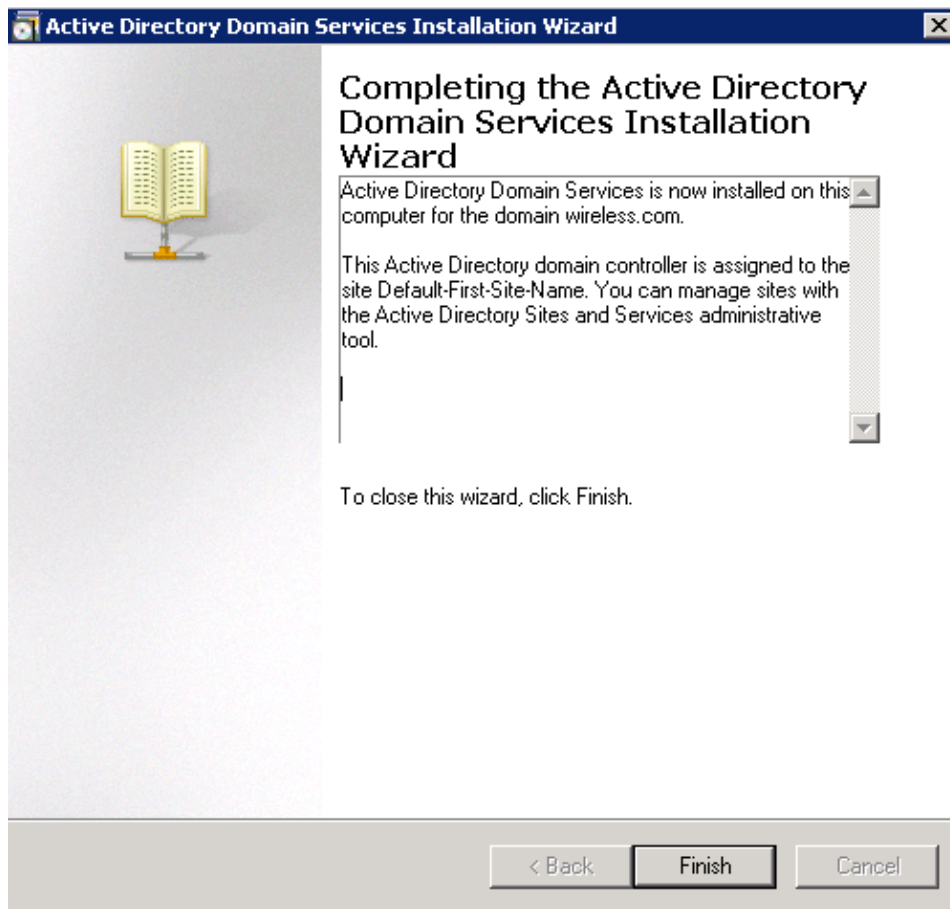 Active Directory Domain Services Installation Wizard
Completing the Active Directory
Domain Services Installation
Wizard
Active Directory Domain Services is now installed on this
computer for the domain wireless.com.
This Active Directory domain controller is assigned to the
site Default-First-Site-Name. You can manage sites with
the Active Directory Sites and Services administrative
tool.
To close this wizard, click Finish.
< Back Finish Cancel